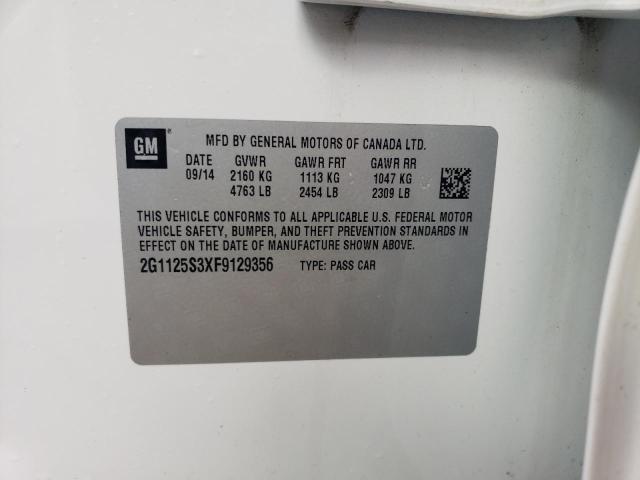 GM ® MFD BY GENERAL MOTORS OF CANADA LTD.
DATE GVWR GAWR FRT GAWR RR
09/14 2160 KG 1113 KG 1047 KG
4763 LB 2454 LB 2309 LB
THIS VEHICLE CONFORMS TO ALL APPLICABLE U.S. FEDERAL MOTOR
VEHICLE SAFETY, BUMPER, AND THEFT PREVENTION STANDARDS IN
EFFECT ON THE DATE OF MANUFACTURE SHOWN ABOVE.
2G1125S3XF9129356 TYPE: PASS CAR